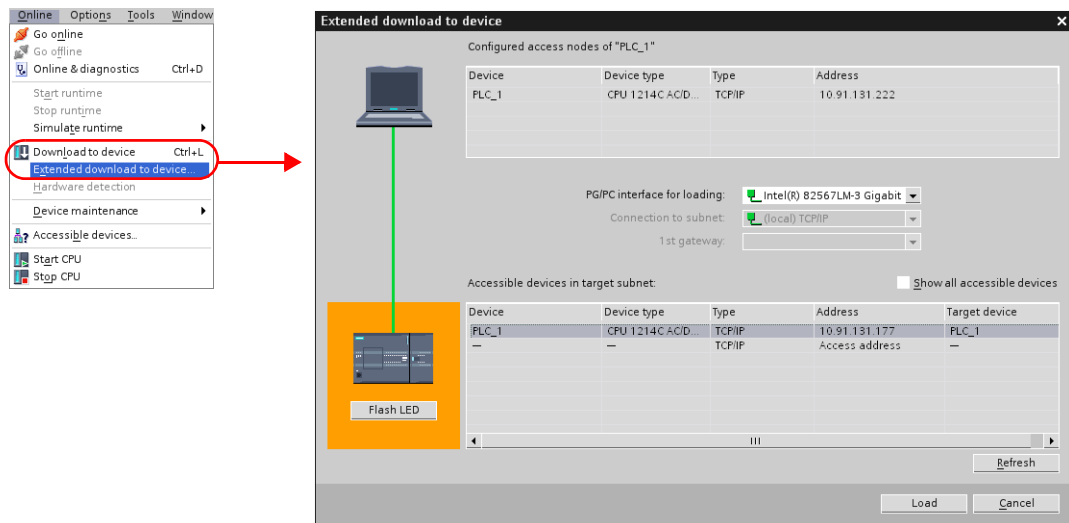 Online Options Tools Window
Go online
Go offline
Online & diagnostics Ctrl+D
Start runtime
Stop runtime
Simulate runtime
Download to device Ctrl+L
Extended download to device...
Hardware detection
Device maintenance
Accessible devices...
Start CPU
Stop CPU
Extended download to device
Configured access nodes of "PLC_1"
Device Device type Type Address
PLC_1 CPU 1214C AC/D... TCP/IP 10.91.131.222
PG/PC interface for loading: Intel(R) 82567LM-3 Gigabit
Connection to subnet: (local) TCP/IP
1st gateway:
Accessible devices in target subnet: Show all accessible devices
Device Device type Type Address Target device
PLC_1 CPU 1214C AC/D... TCP/IP 10.91.131.177 PLC_1
— — TCP/IP Access address —
Flash LED
Refresh
Load Cancel